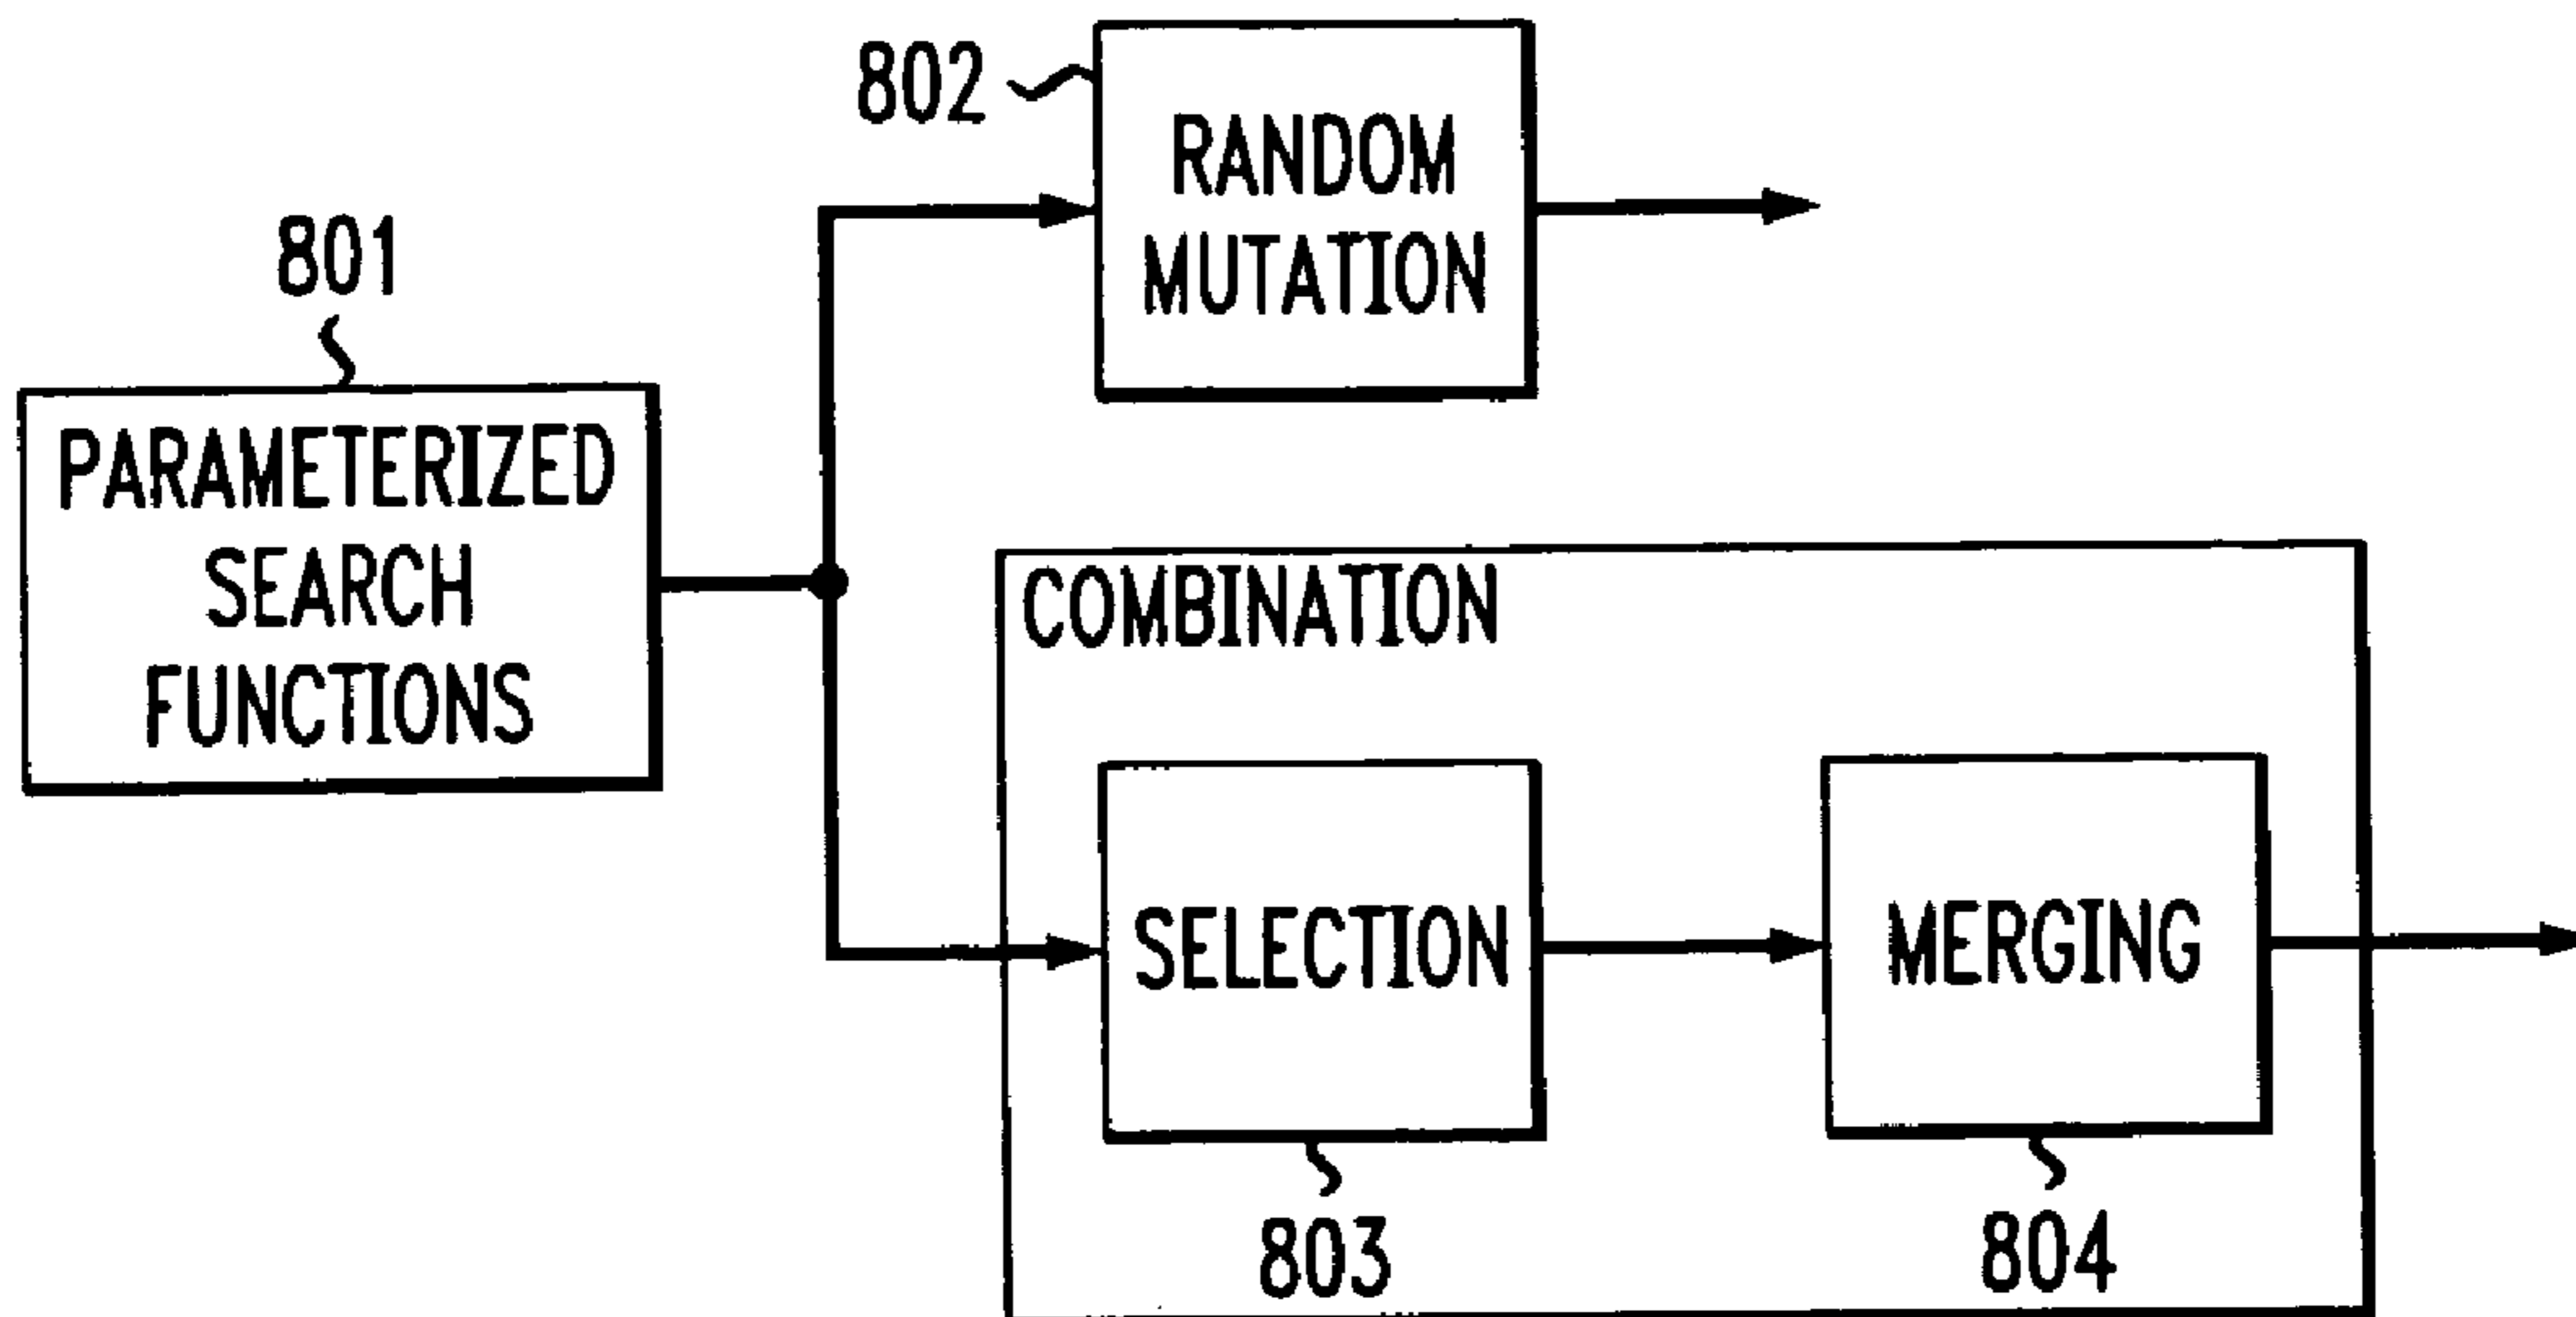 802
RANDOM
MUTATION
801
PARAMETERIZED
SEARCH
FUNCTIONS
COMBINATION
SELECTION
MERGING
803
804